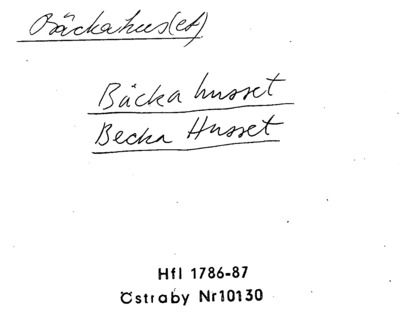 Bäckahus(et)
Bäcka husset
Becka Husset
Hfl 1786-87
Östraby Nr10130